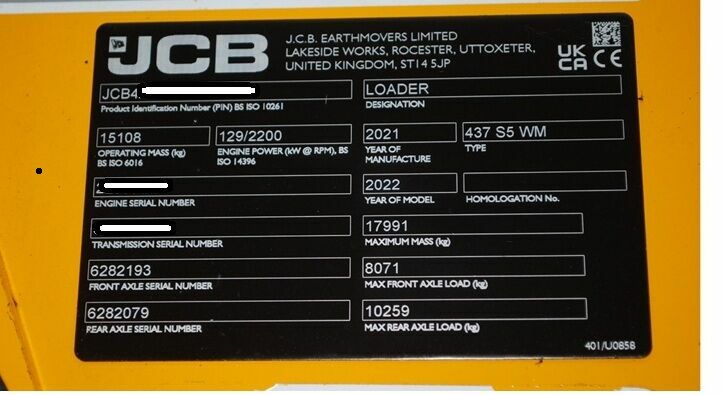 JCB
J.C.B. EARTHMOVERS LIMITED
LAKESIDE WORKS, ROCESTER, UTTOXETER,
UNITED KINGDOM, ST14 5JP
UK
CA CE
JCB4
Product Identification Number (PIN) BS ISO 10261
LOADER
DESIGNATION
15108
OPERATING MASS (kg)
BS ISO 6016
129/2200
ENGINE POWER (kW @ RPM), BS
ISO 14396
2021
YEAR OF
MANUFACTURE
437 S5 WM
TYPE
ENGINE SERIAL NUMBER
2022
YEAR OF MODEL
HOMOLOGATION No.
TRANSMISSION SERIAL NUMBER
17991
MAXIMUM MASS (kg)
6282193
FRONT AXLE SERIAL NUMBER
8071
MAX FRONT AXLE LOAD (kg)
6282079
REAR AXLE SERIAL NUMBER
10259
MAX REAR AXLE LOAD (kg)
401/U0858